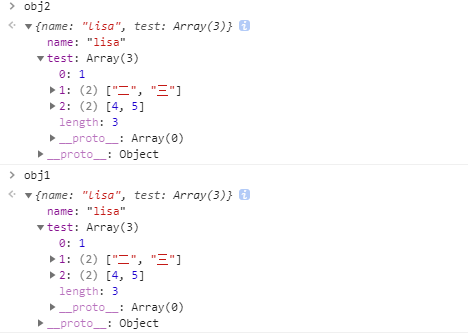 obj2
{name: "lisa", test: Array(3)}
name: "lisa"
test: Array(3)
0: 1
1: (2) ["二", "三"]
2: (2) [4, 5]
length: 3
__proto__: Array(0)
__proto__: Object
obj1
{name: "lisa", test: Array(3)}
name: "lisa"
test: Array(3)
0: 1
1: (2) ["二", "三"]
2: (2) [4, 5]
length: 3
__proto__: Array(0)
__proto__: Object